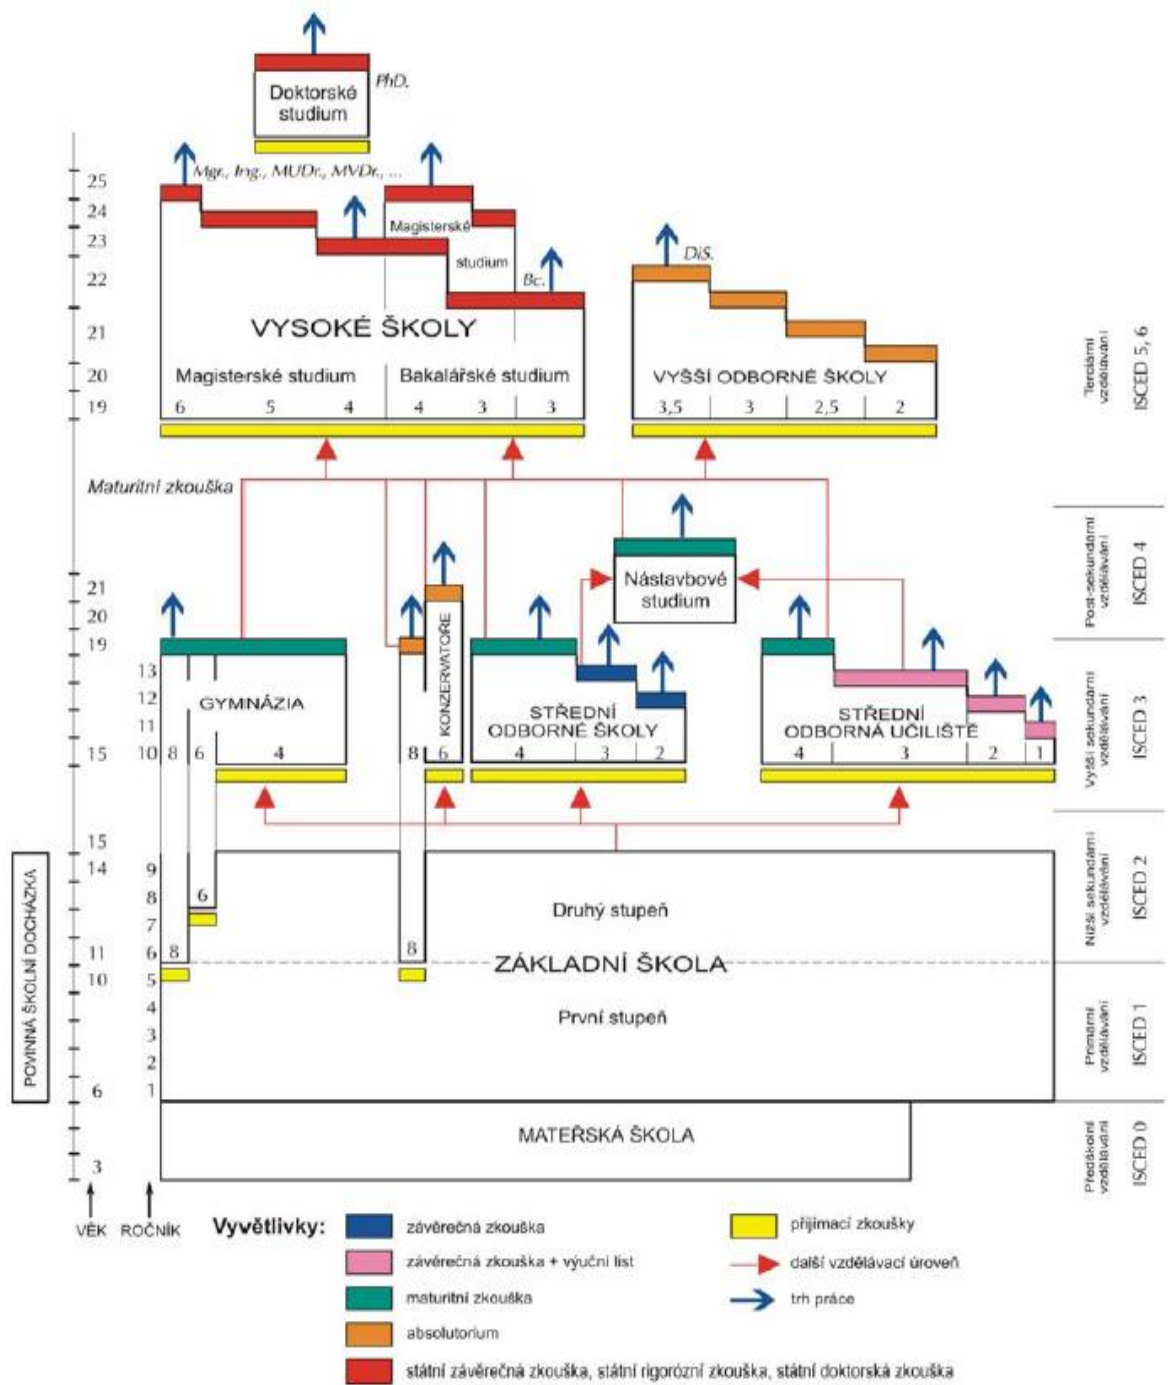 PhD.
Doktorské
studium
Mgr., Ing., MUDr., MVDr., ...
25
24
23
22
21
20
19
Magisterské
studium
Bc.
DiS.
VYSOKÉ ŠKOLY
Magisterské studium
Bakalářské studium
6 5 4 4 3 3
VYŠŠÍ ODBORNÉ ŠKOLY
3,5 3 2,5 2
Terciární
vzdělávání
ISCED 5, 6
Maturitní zkouška
Nástavbové
studium
Post-sekundární
vzdělávání
ISCED 4
21
20
19
15
13
12
11
10
GYMNÁZIA
8 6 4
KONZERVATOŘE
8 6
STŘEDNÍ
ODBORNÉ ŠKOLY
4 3 2
STŘEDNÍ
ODBORNÁ UČILIŠTĚ
4 3 2 1
Vyšší sekundární
vzdělávání
ISCED 3
POVINNÁ ŠKOLNÍ DOCHÁZKA
15
14
11
10
6
9
8
7
6
5
4
3
2
1
6
8
8
Druhý stupeň
ZÁKLADNÍ ŠKOLA
První stupeň
Nižší sekundární
vzdělávání
ISCED 2
Primární
vzdělávání
ISCED 1
3
MATEŘSKÁ ŠKOLA
Předškolní
vzdělávání
ISCED 0
VĚK
ROČNÍK
Vyvětlivky:
závěrečná zkouška
závěrečná zkouška + výuční list
maturitní zkouška
absolutorium
státní závěrečná zkouška, státní rigorózní zkouška, státní doktorská zkouška
přijímací zkoušky
další vzdělávací úroveň
trh práce